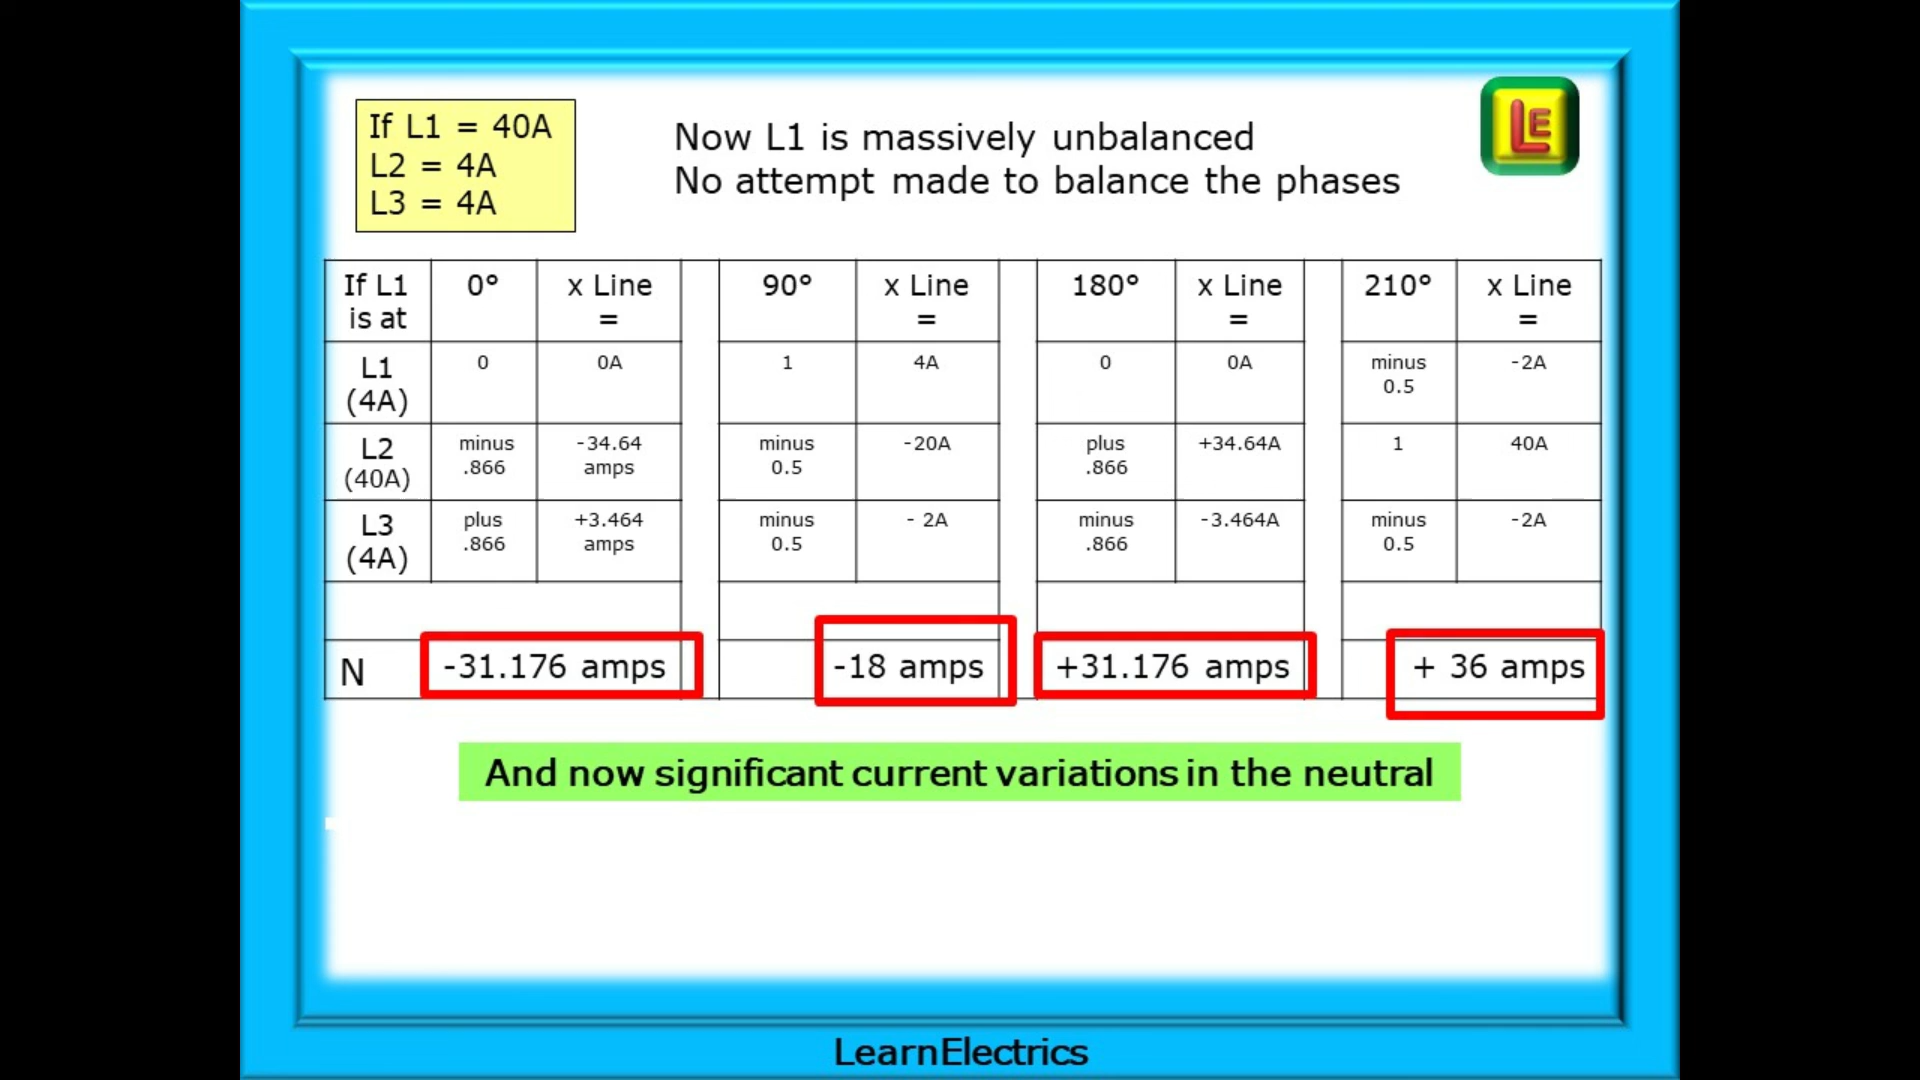 If L1 = 40A
L2 = 4A
L3 = 4A
Now L1 is massively unbalanced
No attempt made to balance the phases
LE
If L1 is at 0° x Line = 90° x Line = 180° x Line = 210° x Line =
L1 (4A) 0 0A 1 4A 0 0A minus 0.5 -2A
L2 (40A) minus .866 -34.64 amps minus 0.5 -20A plus .866 +34.64A 1 40A
L3 (4A) plus .866 +3.464 amps minus 0.5 - 2A minus .866 -3.464A minus 0.5 -2A
N -31.176 amps -18 amps +31.176 amps + 36 amps
And now significant current variations in the neutral
LearnElectrics